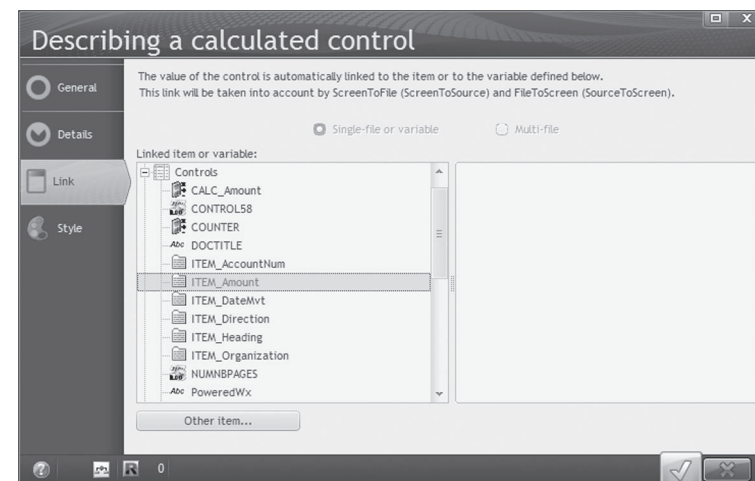 Describing a calculated control
General
The value of the control is automatically linked to the item or to the variable defined below.
This link will be taken into account by ScreenToFile (ScreenToSource) and FileToScreen (SourceToScreen).
Details
Single-file or variable
Multi-file
Linked item or variable:
Link
Controls
CALC_Amount
CONTROL58
Style
COUNTER
Abc DOCTITLE
ITEM_AccountNum
ITEM_Amount
ITEM_DateMvt
ITEM_Direction
ITEM_Heading
ITEM_Organization
NUMNBPAGES
Abc PoweredWx
Other item...
? R 0